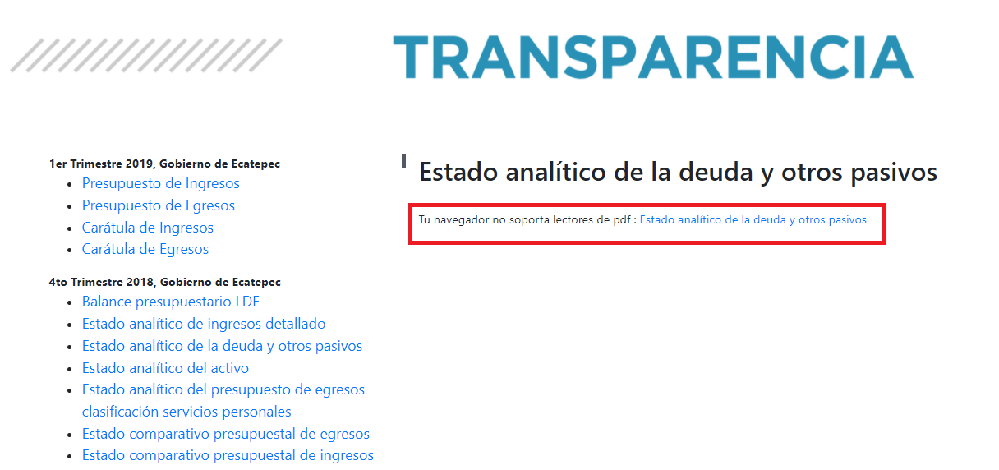 TRANSPARENCIA
1er Trimestre 2019, Gobierno de Ecatepec
Presupuesto de Ingresos
Presupuesto de Egresos
Carátula de Ingresos
Carátula de Egresos
4to Trimestre 2018, Gobierno de Ecatepec
Balance presupuestario LDF
Estado analítico de ingresos detallado
Estado analítico de la deuda y otros pasivos
Estado analítico del activo
Estado analítico del presupuesto de egresos
clasificación servicios personales
Estado comparativo presupuestal de egresos
Estado comparativo presupuestal de ingresos
Estado analítico de la deuda y otros pasivos
Tu navegador no soporta lectores de pdf : Estado analítico de la deuda y otros pasivos